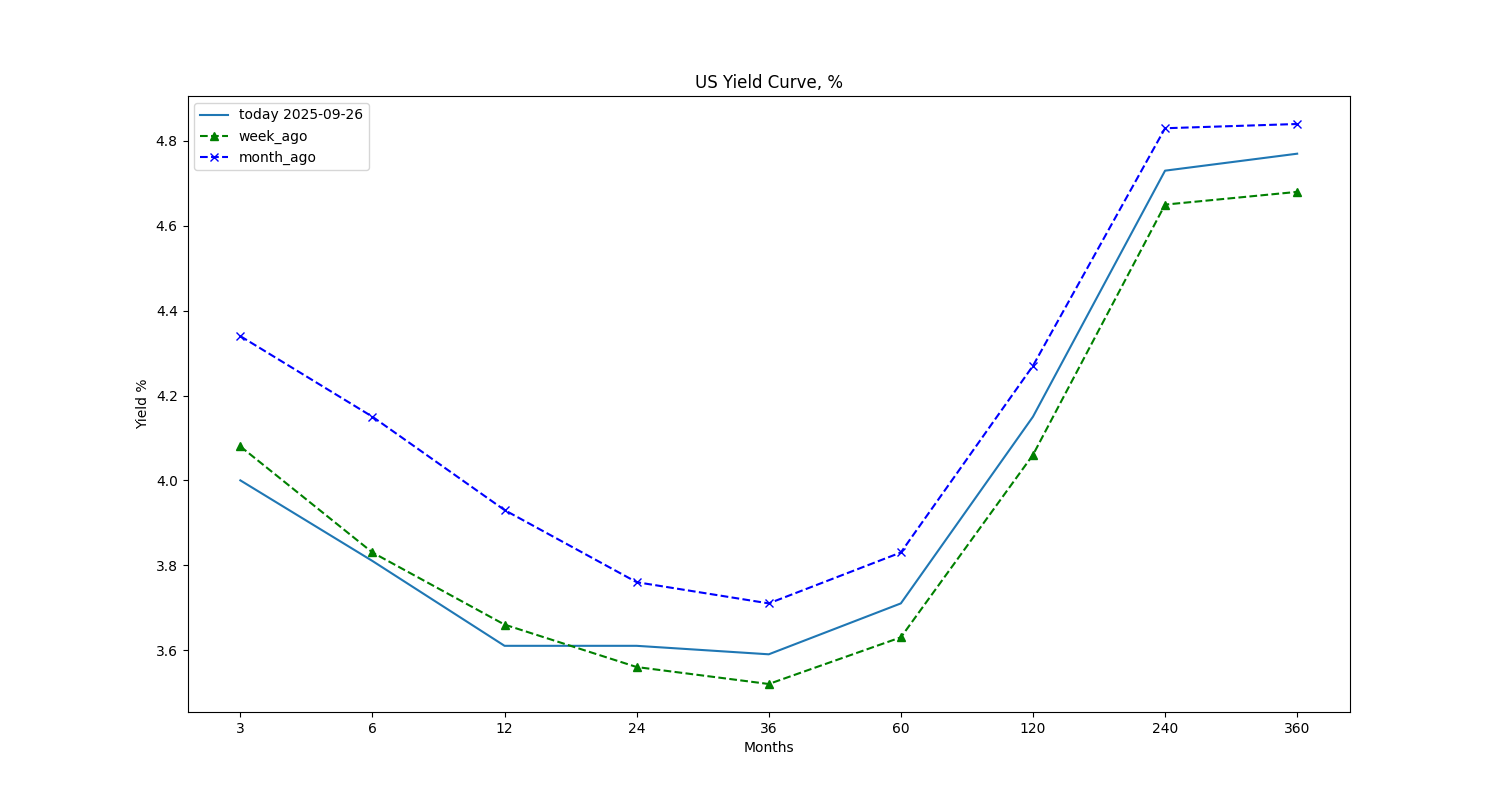 US Yield Curve, %
today 2025-09-26
week_ago
month_ago
4.8
4.6
4.4
4.2
4.0
3.8
3.6
Yield %
3 6 12 24 36 60 120 240 360
Months